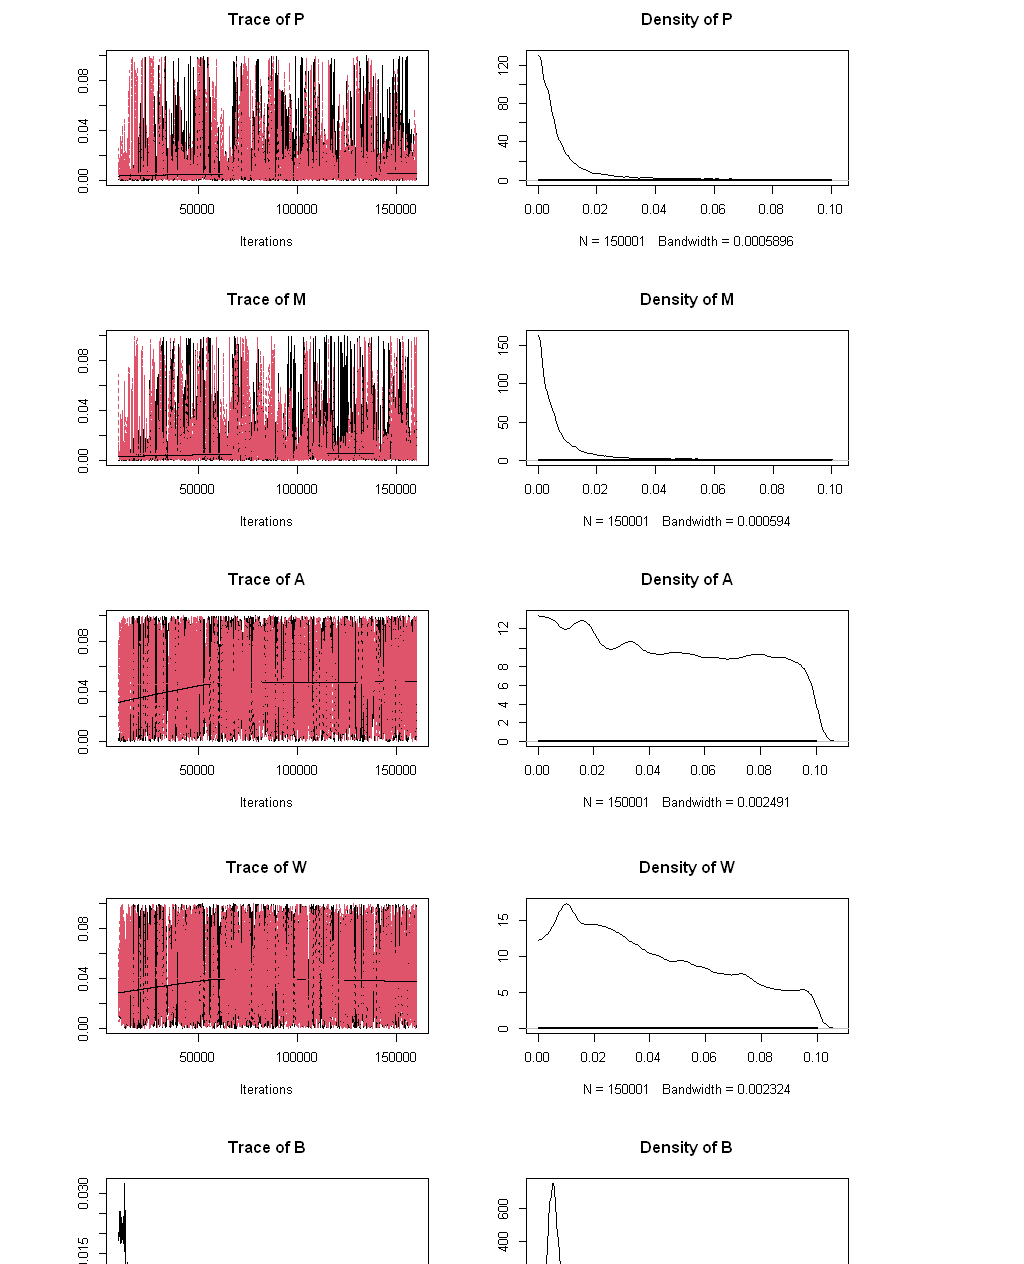 Trace of P
Density of P
0.00 0.04 0.08
50000 100000 150000
Iterations
0 40 80 120
0.00 0.02 0.04 0.06 0.08 0.10
N = 150001 Bandwidth = 0.0005896
Trace of M
Density of M
0.00 0.04 0.08
50000 100000 150000
Iterations
0 50 100 150
0.00 0.02 0.04 0.06 0.08 0.10
N = 150001 Bandwidth = 0.000594
Trace of A
Density of A
0.00 0.04 0.08
50000 100000 150000
Iterations
0 2 4 6 8 12
0.00 0.02 0.04 0.06 0.08 0.10
N = 150001 Bandwidth = 0.002491
Trace of W
Density of W
0.00 0.04 0.08
50000 100000 150000
Iterations
0 5 10 15
0.00 0.02 0.04 0.06 0.08 0.10
N = 150001 Bandwidth = 0.002324
Trace of B
Density of B
.015 0.030
400 600